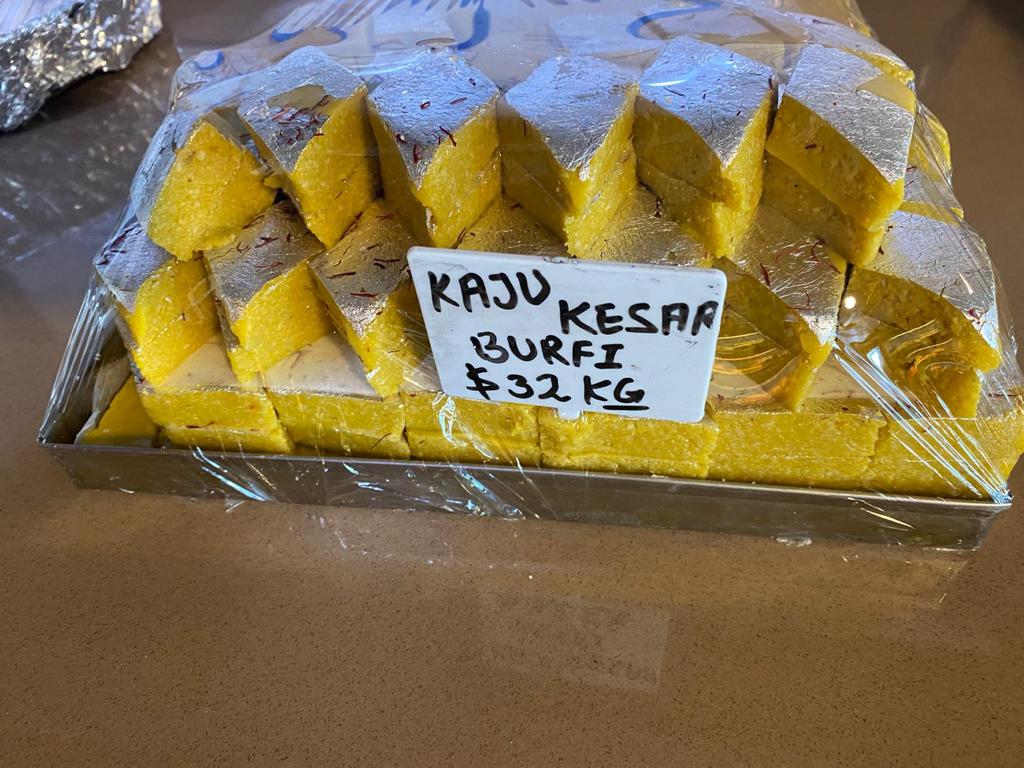 KAJU KESAR
BURFI
$32 KG